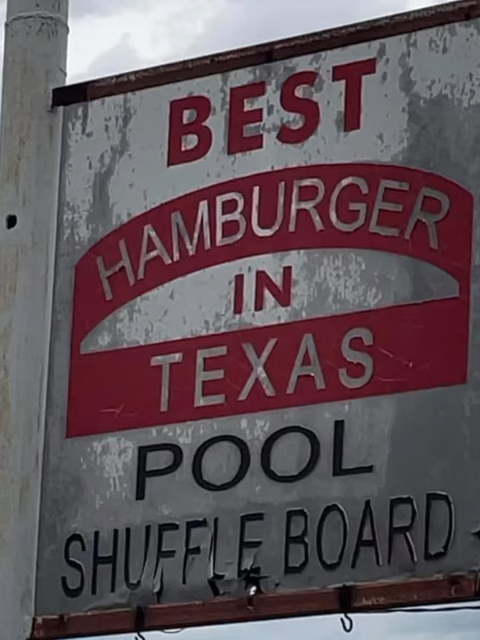 BEST
HAMBURGER
IN
TEXAS
POOL
SHUFFLE BOARD